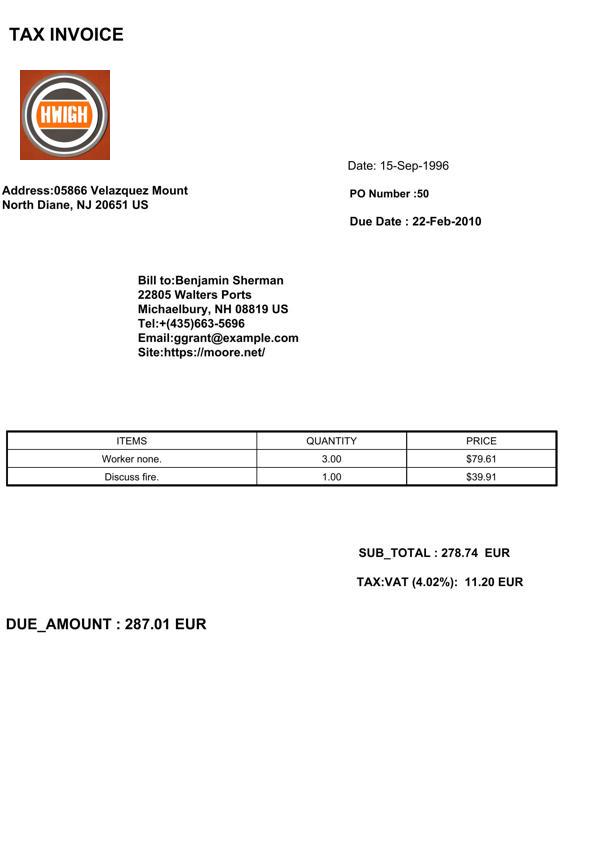 TAX INVOICE
HWIGH
Date: 15-Sep-1996
Address:05866 Velazquez Mount
North Diane, NJ 20651 US
PO Number :50
Due Date : 22-Feb-2010
Bill to:Benjamin Sherman
22805 Walters Ports
Michaelbury, NH 08819 US
Tel:+(435)663-5696
Email:ggrant@example.com
Site:https://moore.net/
ITEMS QUANTITY PRICE
Worker none. 3.00 $79.61
Discuss fire. 1.00 $39.91
SUB_TOTAL : 278.74 EUR
TAX:VAT (4.02%): 11.20 EUR
DUE_AMOUNT : 287.01 EUR